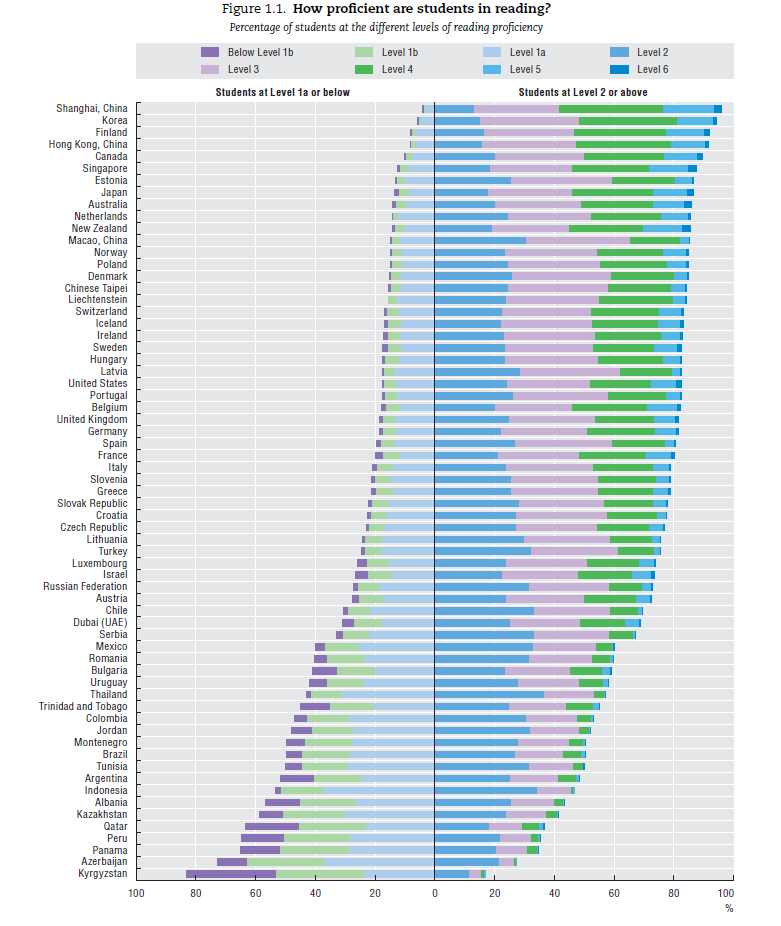 Figure 1.1. How proficient are students in reading?
Percentage of students at the different levels of reading proficiency
Below Level 1b Level 1b Level 1a Level 2
Level 3 Level 4 Level 5 Level 6
Students at Level 1a or below Students at Level 2 or above
Shanghai, China
Korea
Finland
Hong Kong, China
Canada
Singapore
Estonia
Japan
Australia
Netherlands
New Zealand
Macao, China
Norway
Poland
Denmark
Chinese Taipei
Liechtenstein
Switzerland
Iceland
Ireland
Sweden
Hungary
Latvia
United States
Portugal
Belgium
United Kingdom
Germany
Spain
France
Italy
Slovenia
Greece
Slovak Republic
Croatia
Czech Republic
Lithuania
Turkey
Luxembourg
Israel
Russian Federation
Austria
Chile
Dubai (UAE)
Serbia
Mexico
Romania
Bulgaria
Uruguay
Thailand
Trinidad and Tobago
Colombia
Jordan
Montenegro
Brazil
Tunisia
Argentina
Indonesia
Albania
Kazakhstan
Qatar
Peru
Panama
Azerbaijan
Kyrgyzstan
100 80 60 40 20 0 20 40 60 80 100
%